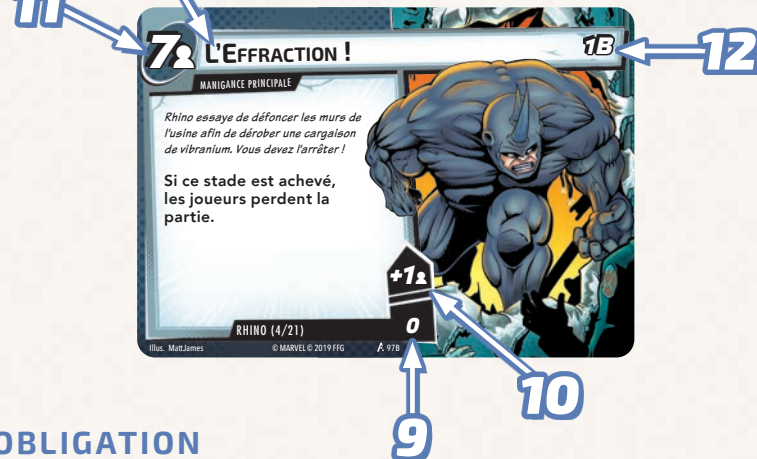 11
7 L'EFFRACTION ! 1B
12
MANIGANCE PRINCIPALE
Rhino essaye de défoncer les murs de
l'usine afin de dérober une cargaison
de vibranium. Vous devez l'arrêter !
Si ce stade est achevé,
les joueurs perdent la
partie.
+1
0
RHINO (4/21)
Illus. MattJames © MARVEL © 2019 FFG 97B
10
9
OBLIGATION